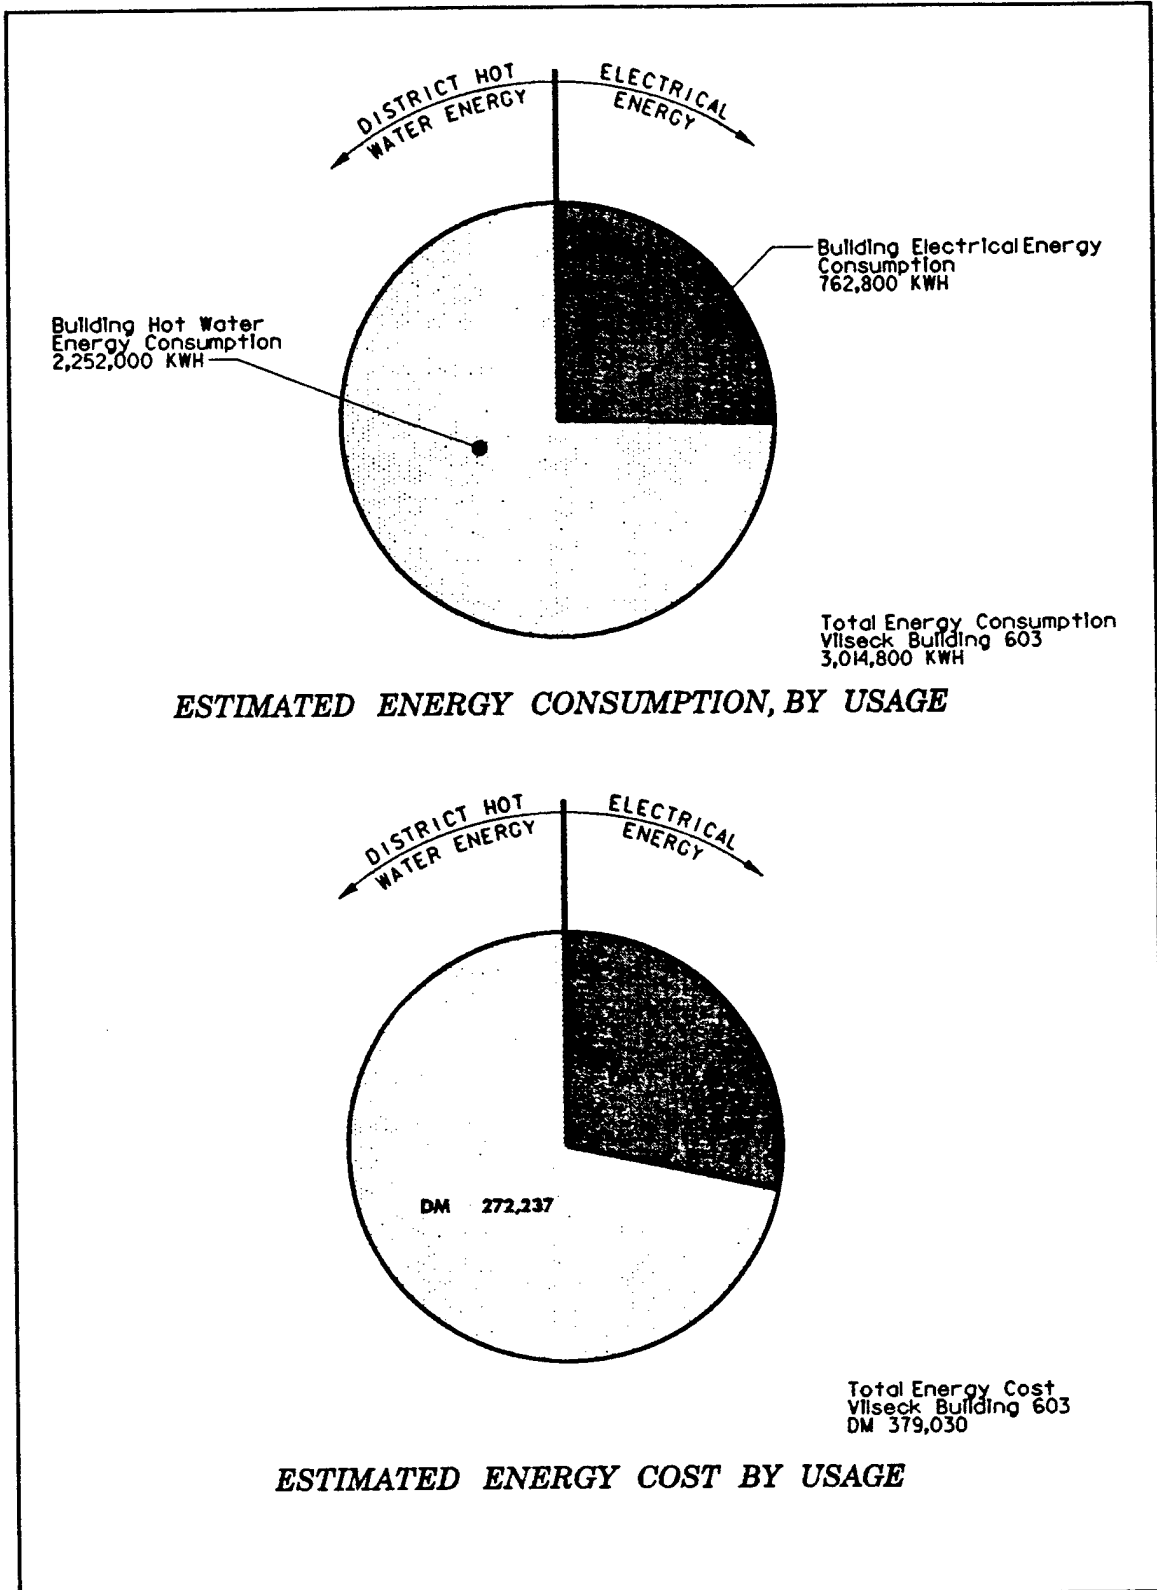 DISTRICT HOT
WATER ENERGY
ELECTRICAL
ENERGY
Building Electrical Energy
Consumption
762,800 KWH
Building Hot Water
Energy Consumption
2,252,000 KWH
Total Energy Consumption
Vilseck Building 603
3,014,800 KWH
ESTIMATED ENERGY CONSUMPTION, BY USAGE
DISTRICT HOT
WATER ENERGY
ELECTRICAL
ENERGY
DM 272,237
Total Energy Cost
Vilseck Building 603
DM 379,030
ESTIMATED ENERGY COST BY USAGE